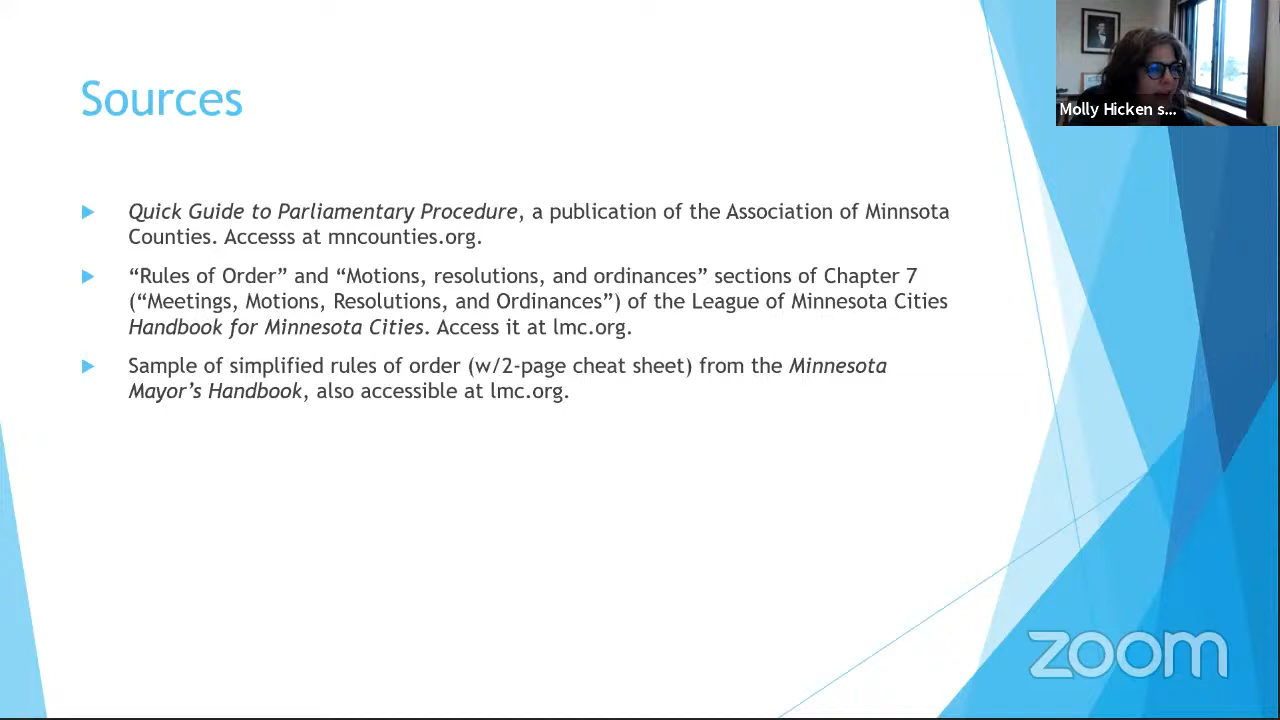 Sources
Molly Hicken s...
Quick Guide to Parliamentary Procedure, a publication of the Association of Minnsota
Counties. Accesss at mncounties.org.
“Rules of Order” and “Motions, resolutions, and ordinances” sections of Chapter 7
(“Meetings, Motions, Resolutions, and Ordinances”) of the League of Minnesota Cities
Handbook for Minnesota Cities. Access it at lmc.org.
Sample of simplified rules of order (w/2-page cheat sheet) from the Minnesota
Mayor’s Handbook, also accessible at lmc.org.
zoom